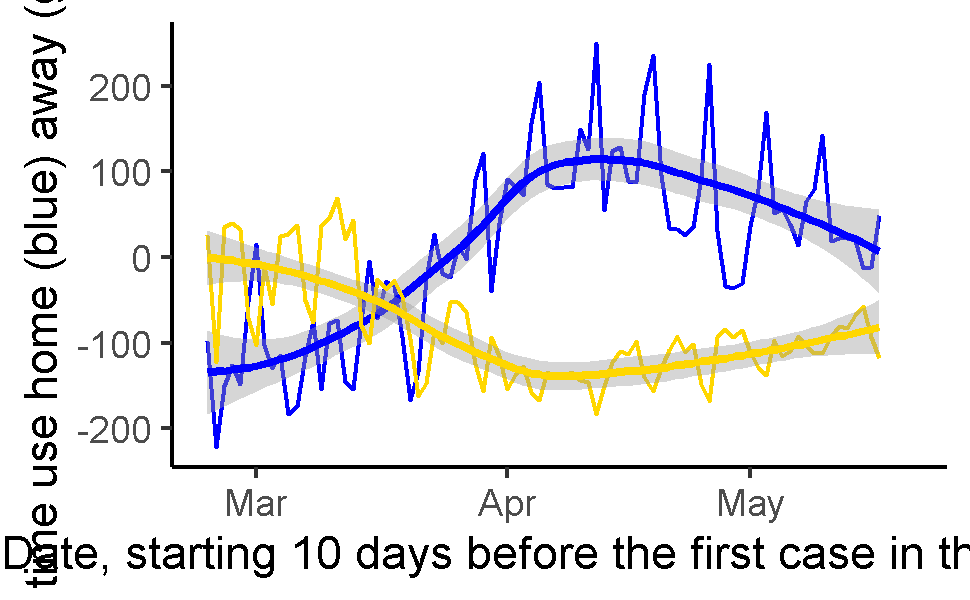 time use home (blue) away (g
200
100
0
-100
-200
Mar Apr May
Date, starting 10 days before the first case in th